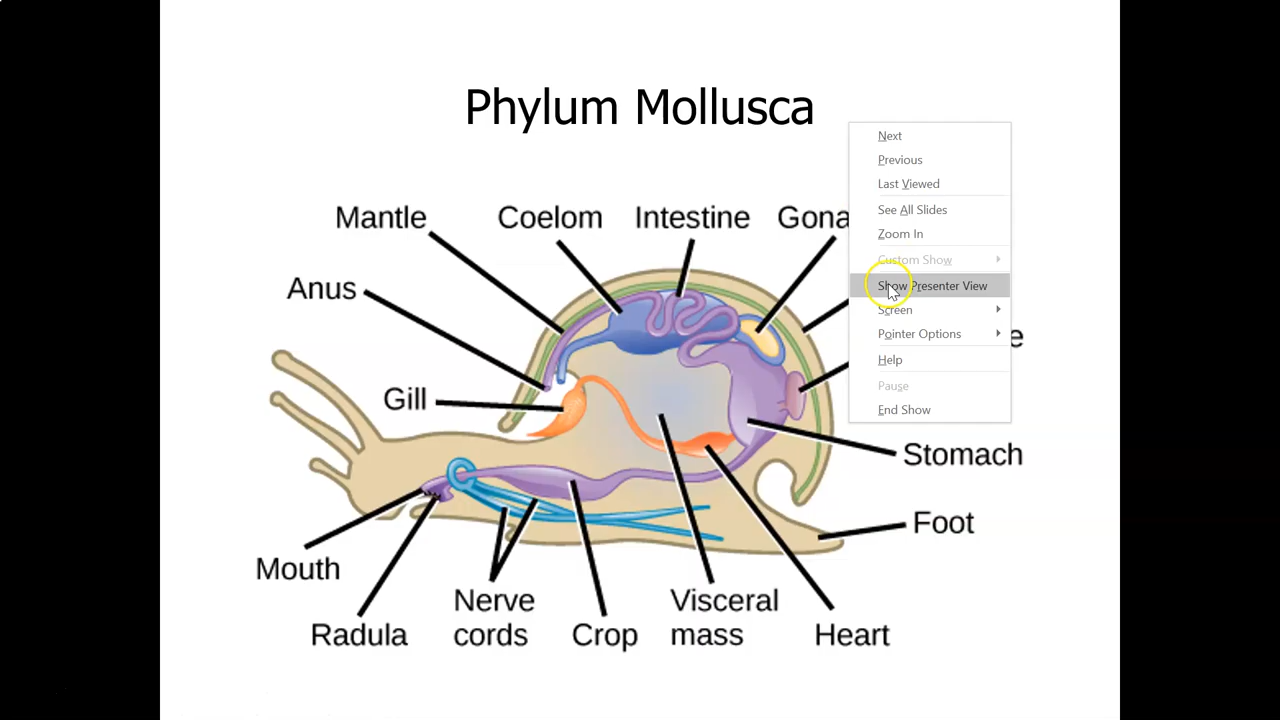 Phylum Mollusca
Next
Previous
Last Viewed
See All Slides
Zoom In
Custom Show
Show Presenter View
Screen
Pointer Options
Help
Pause
End Show
Mantle
Coelom
Intestine
Anus
Gill
Stomach
Foot
Mouth
Radula
Nerve
cords
Crop
Visceral
mass
Heart